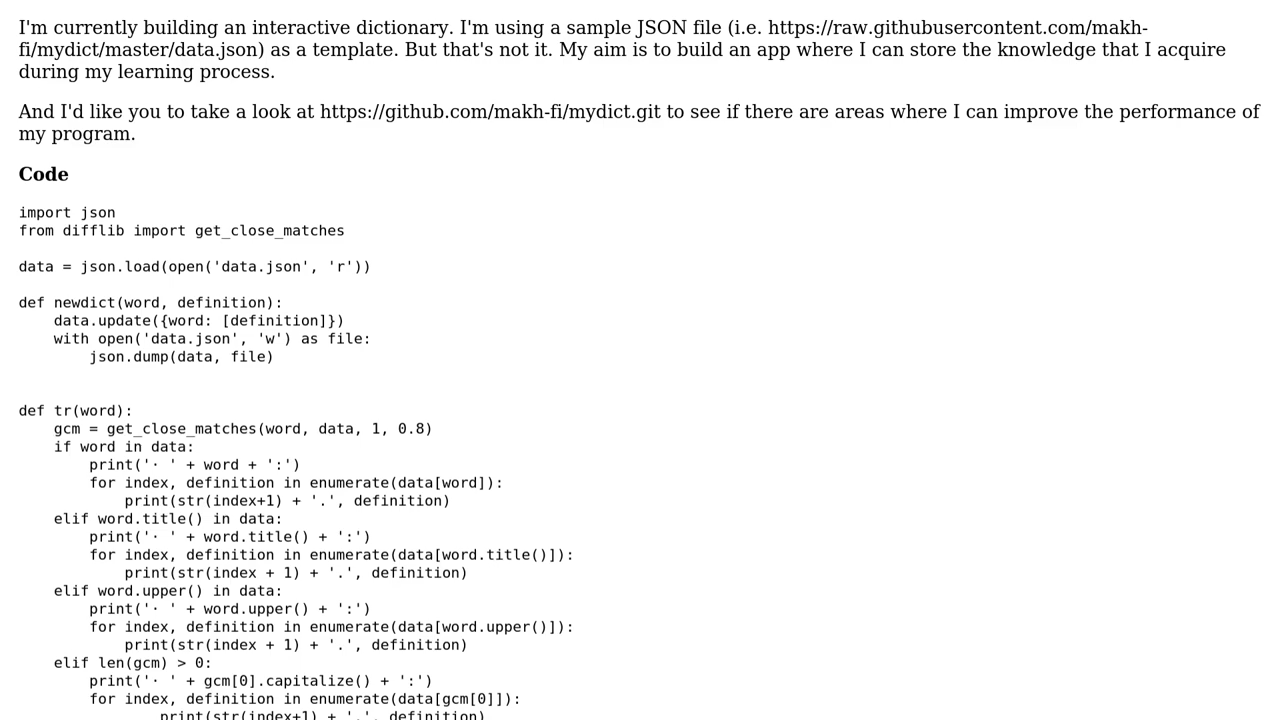 I'm currently building an interactive dictionary. I'm using a sample JSON file (i.e. https://raw.githubusercontent.com/makh-
fi/mydict/master/data.json) as a template. But that's not it. My aim is to build an app where I can store the knowledge that I acquire
during my learning process.
And I'd like you to take a look at https://github.com/makh-fi/mydict.git to see if there are areas where I can improve the performance of
my program.
Code
import json
from difflib import get_close_matches
data = json.load(open('data.json', 'r'))
def newdict(word, definition):
    data.update({word: [definition]})
    with open('data.json', 'w') as file:
        json.dump(data, file)
def tr(word):
    gcm = get_close_matches(word, data, 1, 0.8)
    if word in data:
        print('· ' + word + ':')
        for index, definition in enumerate(data[word]):
            print(str(index+1) + '.', definition)
    elif word.title() in data:
        print('· ' + word.title() + ':')
        for index, definition in enumerate(data[word.title()]):
            print(str(index + 1) + '.', definition)
    elif word.upper() in data:
        print('· ' + word.upper() + ':')
        for index, definition in enumerate(data[word.upper()]):
            print(str(index + 1) + '.', definition)
    elif len(gcm) > 0:
        print('· ' + gcm[0].capitalize() + ':')
        for index, definition in enumerate(data[gcm[0]]):
                print(str(index+1) + '.', definition)